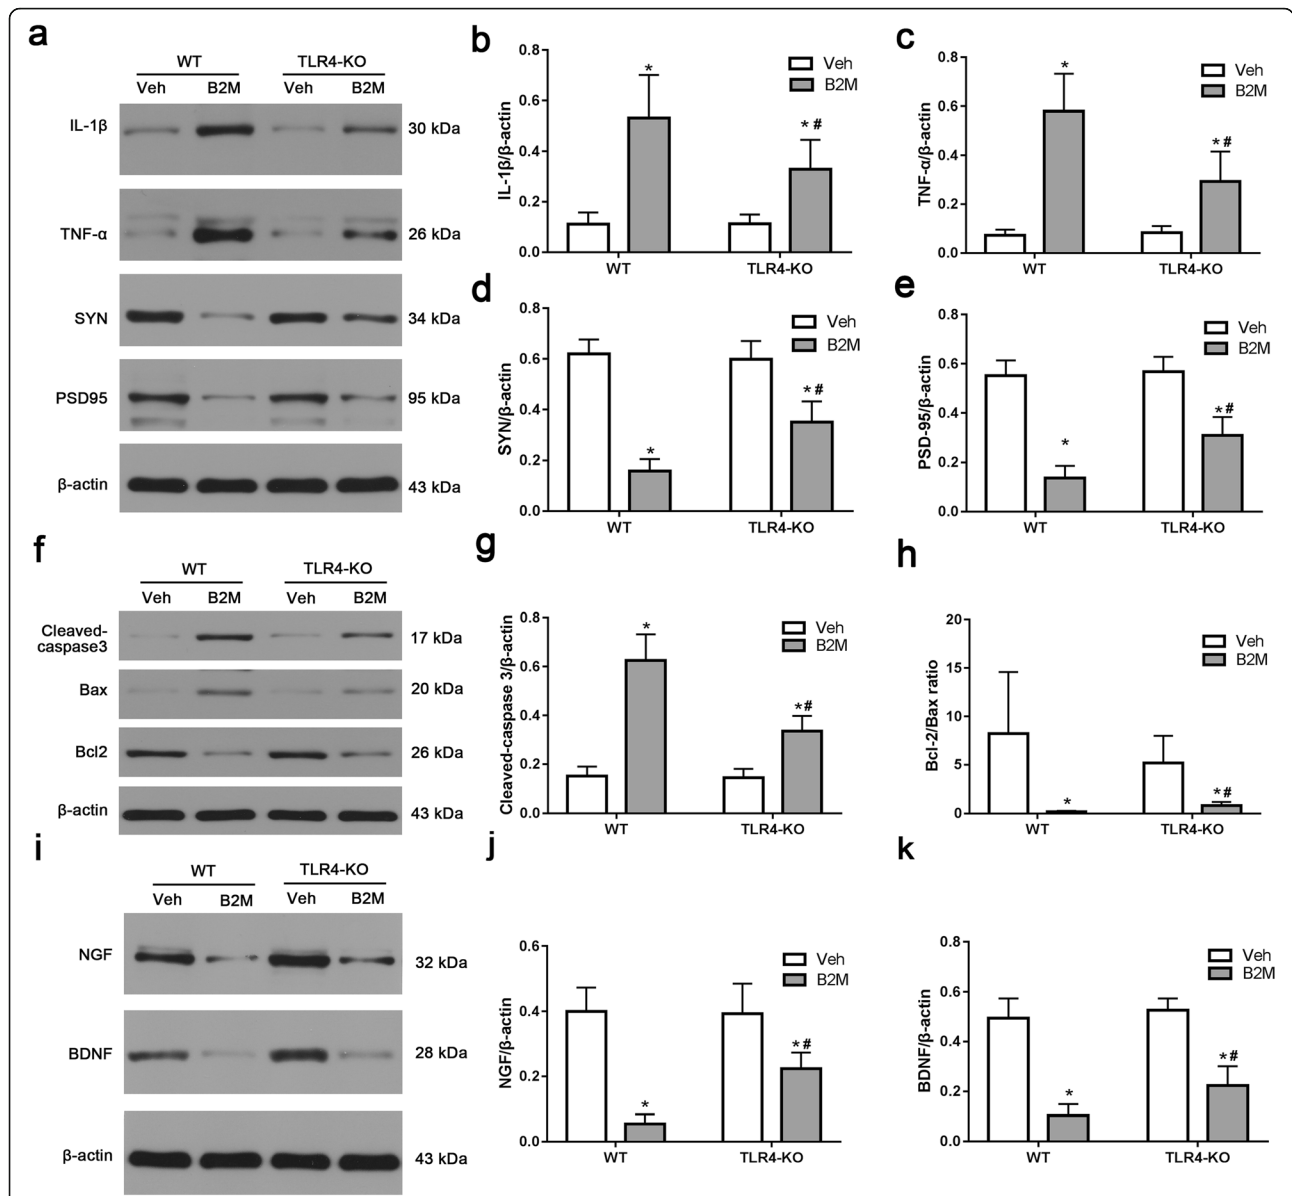 a
WT TLR4-KO
Veh B2M Veh B2M
IL-1β 30 kDa
TNF-α 26 kDa
SYN 34 kDa
PSD95 95 kDa
β-actin 43 kDa
b
IL-1β/β-actin
0.8
0.6
0.4
0.2
0.0
Veh
B2M
*
*#
WT TLR4-KO
c
TNF-α/β-actin
0.8
0.6
0.4
0.2
0.0
Veh
B2M
*
*#
WT TLR4-KO
d
SYN/β-actin
0.8
0.6
0.4
0.2
0.0
Veh
B2M
*
*#
WT TLR4-KO
e
PSD-95/β-actin
0.8
0.6
0.4
0.2
0.0
Veh
B2M
*
*#
WT TLR4-KO
f
WT TLR4-KO
Veh B2M Veh B2M
Cleaved-
caspase3 17 kDa
Bax 20 kDa
Bcl2 26 kDa
β-actin 43 kDa
g
Cleaved-caspase 3/β-actin
0.8
0.6
0.4
0.2
0.0
Veh
B2M
*
*#
WT TLR4-KO
h
Bcl-2/Bax ratio
20
15
10
5
0
Veh
B2M
*
*#
WT TLR4-KO
i
WT TLR4-KO
Veh B2M Veh B2M
NGF 32 kDa
BDNF 28 kDa
β-actin 43 kDa
j
NGF/β-actin
0.6
0.4
0.2
0.0
Veh
B2M
*
*#
WT TLR4-KO
k
BDNF/β-actin
0.8
0.6
0.4
0.2
0.0
Veh
B2M
*
*#
WT TLR4-KO